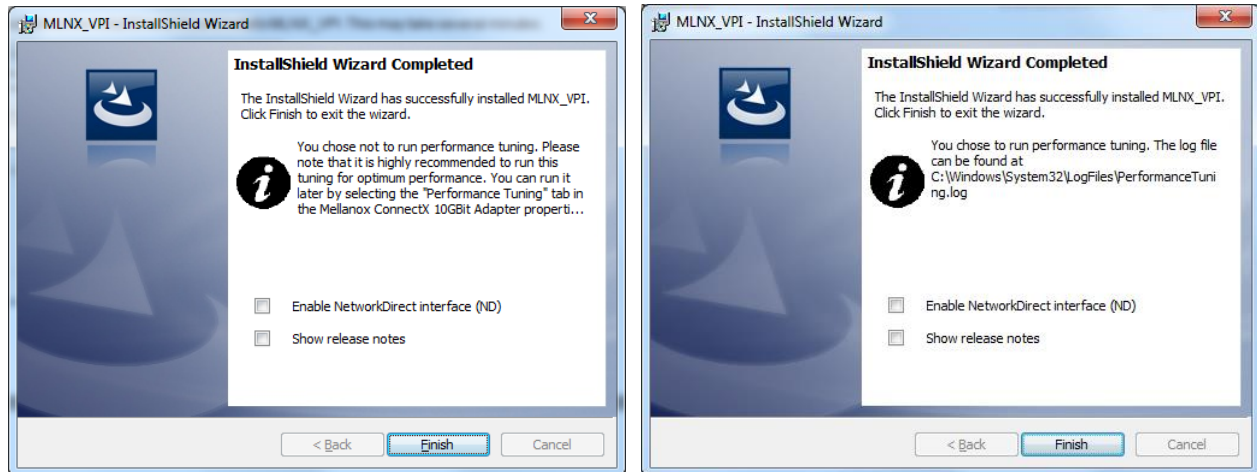 MLNX_VPI - InstallShield Wizard
InstallShield Wizard Completed
The InstallShield Wizard has successfully installed MLNX_VPI.
Click Finish to exit the wizard.
You chose not to run performance tuning. Please
note that it is highly recommended to run this
tuning for optimum performance. You can run it
later by selecting the "Performance Tuning" tab in
the Mellanox ConnectX 10GBit Adapter properti...
Enable NetworkDirect interface (ND)
Show release notes
< Back
Finish
Cancel
MLNX_VPI - InstallShield Wizard
InstallShield Wizard Completed
The InstallShield Wizard has successfully installed MLNX_VPI.
Click Finish to exit the wizard.
You chose to run performance tuning. The log file
can be found at
C:\Windows\System32\LogFiles\PerformanceTuni
ng.log
Enable NetworkDirect interface (ND)
Show release notes
< Back
Finish
Cancel